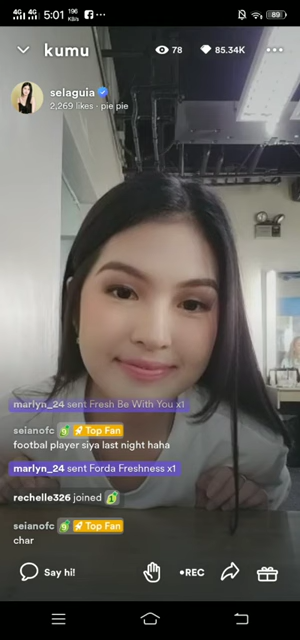 4G 4G 5:01 196 KB/s 89
kumu 78 85.34K
selaguia
2,269 likes · pie pie
marlyn_24 sent Fresh Be With You x1
seianofc Top Fan
footbal player siya last night haha
marlyn_24 sent Forda Freshness x1
rechelle326 joined
seianofc Top Fan
char
Say hi! •REC